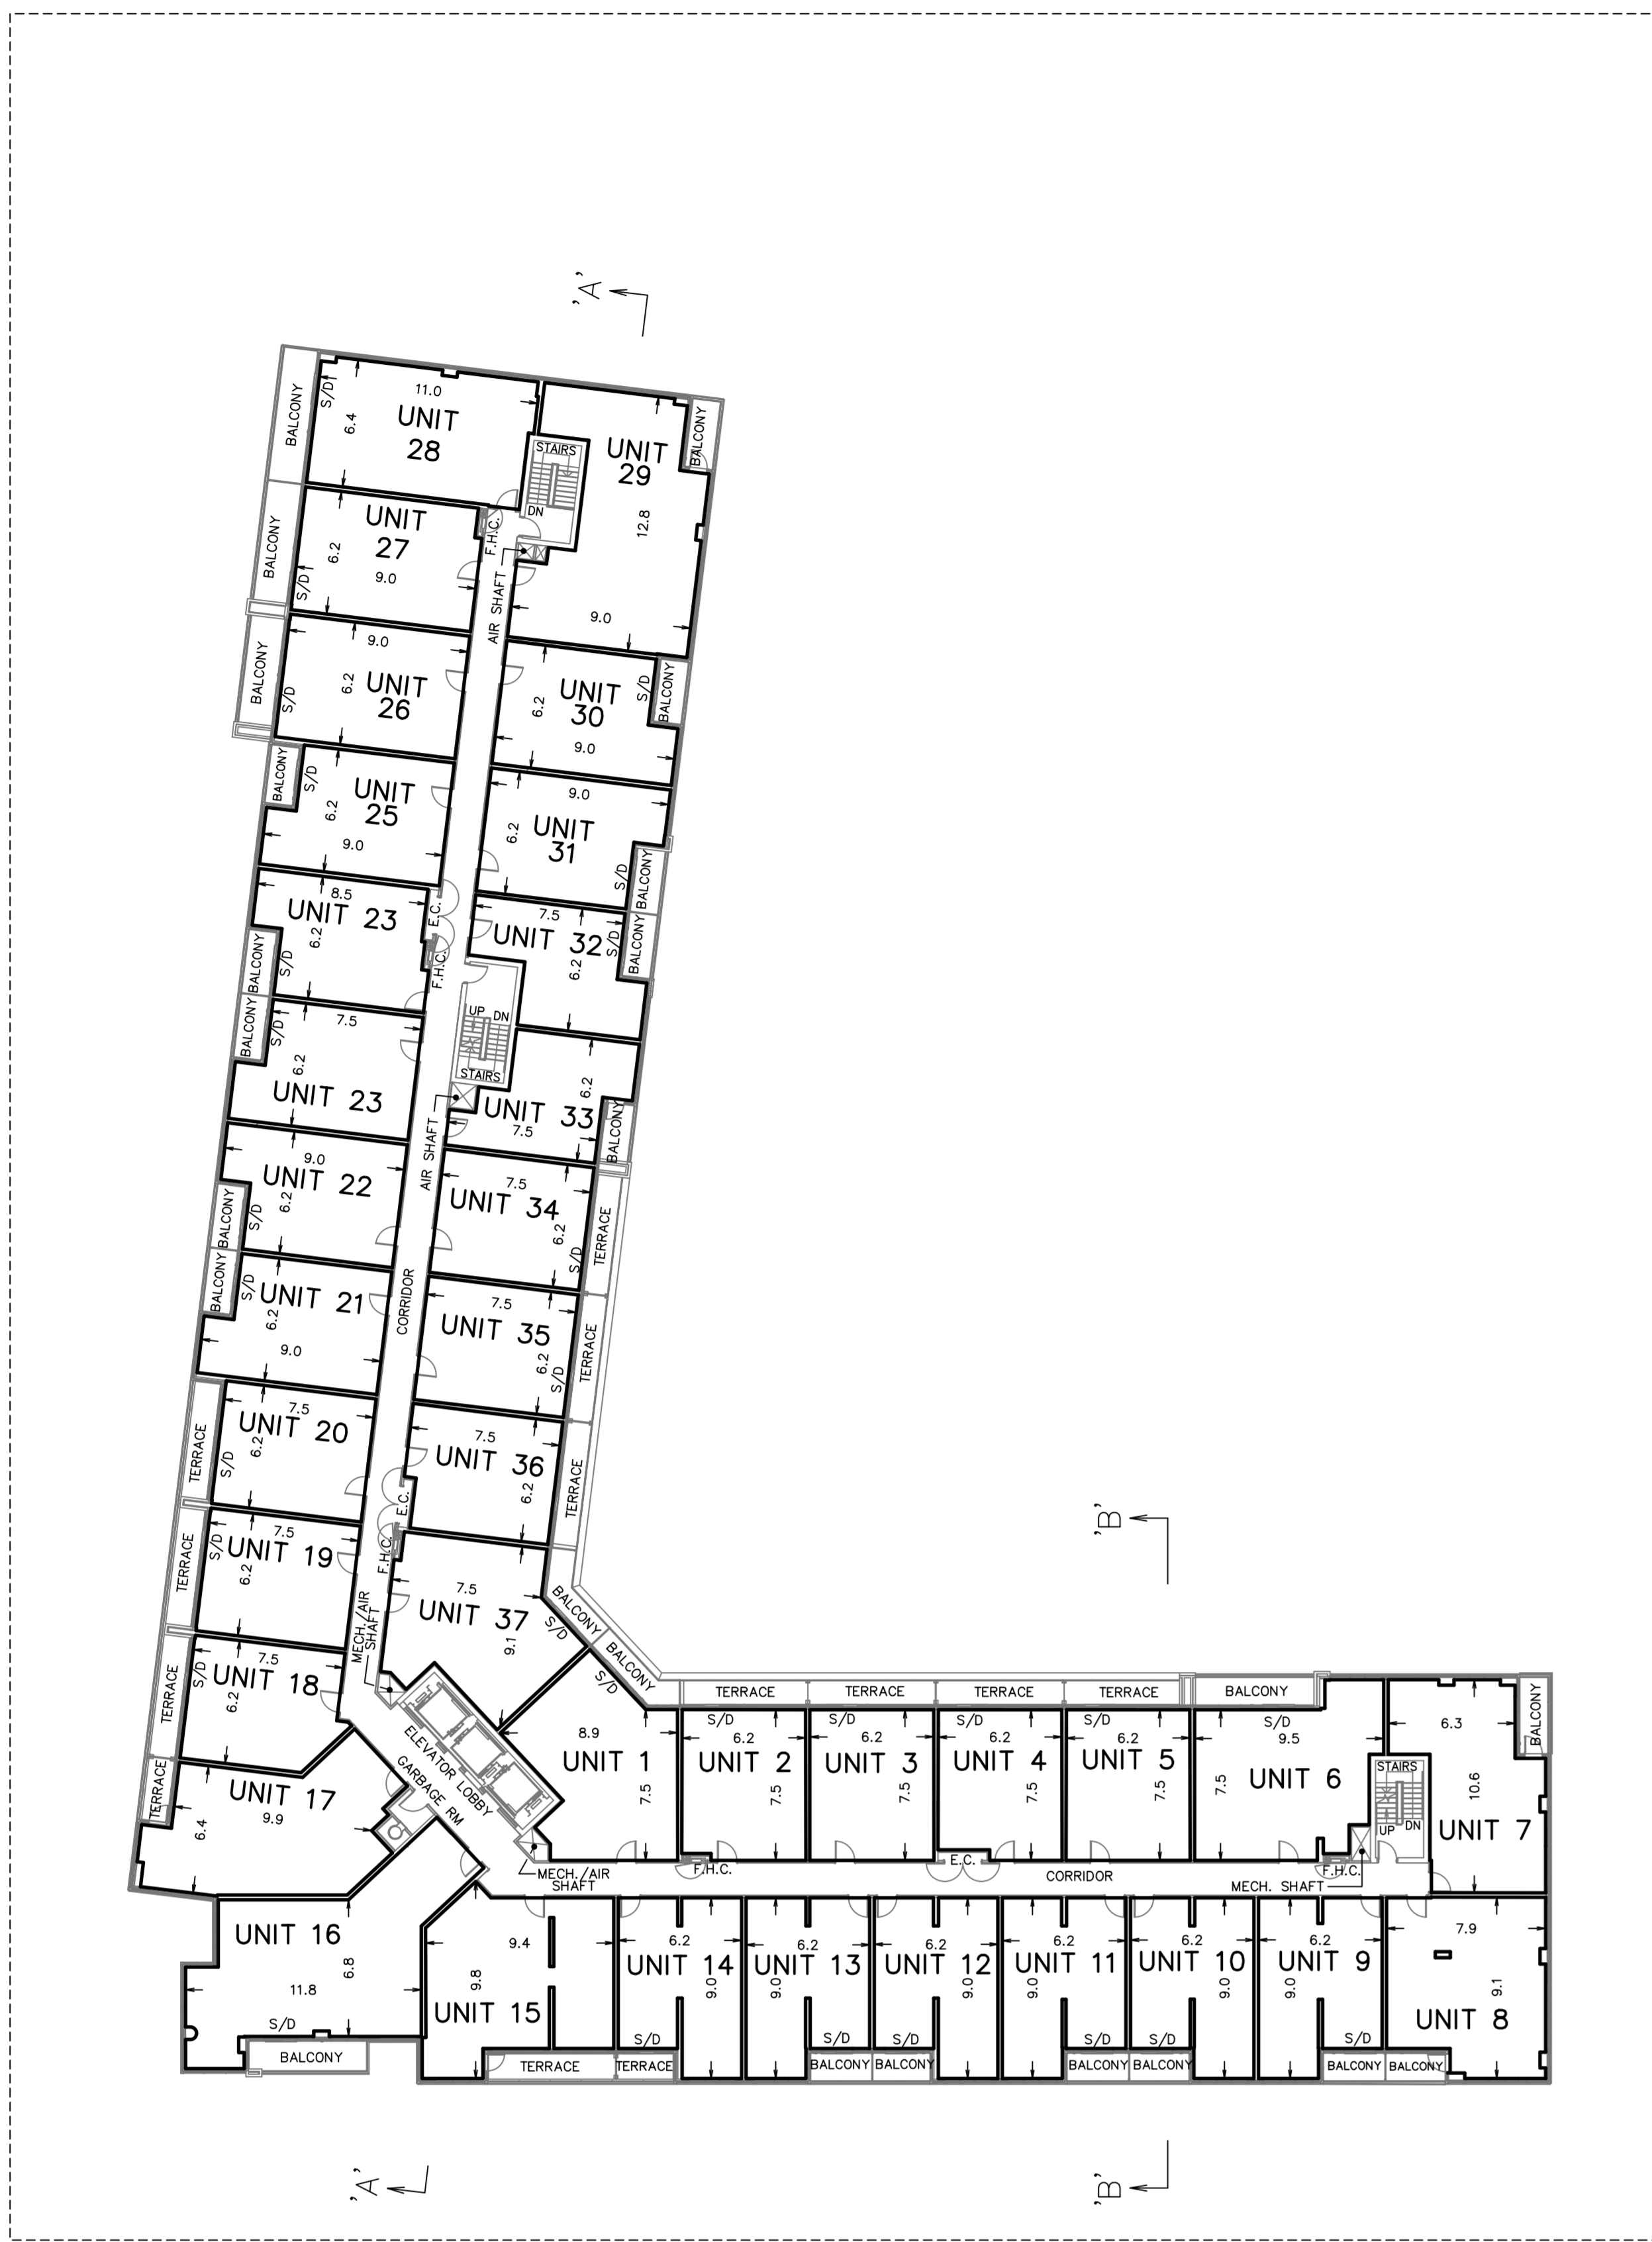 'A'
BALCONY
S/D
11.0
6.4
UNIT
28
STAIRS
DN
UNIT
29
BALCONY
12.8
9.0
BALCONY
UNIT
27
6.2
9.0
S/D
F.H.C.
AIR SHAFT
BALCONY
9.0
6.2
UNIT
26
S/D
UNIT
30
6.2
9.0
S/D
BALCONY
BALCONY
S/D
UNIT
25
6.2
9.0
9.0
6.2
UNIT
31
S/D
BALCONY
8.5
UNIT 23
6.2
S/D
BALCONY
E.C.
F.H.C.
7.5
UNIT 32
S/D
6.2
BALCONY
BALCONY
S/D
7.5
6.2
UNIT 23
UP
DN
STAIRS
6.2
UNIT 33
7.5
BALCONY
AIR SHAFT
9.0
UNIT 22
6.2
S/D
BALCONY
7.5
UNIT 34
6.2
S/D
TERRACE
BALCONY
S/D
UNIT 21
6.2
9.0
CORRIDOR
7.5
UNIT 35
6.2
S/D
TERRACE
7.5
UNIT 20
6.2
S/D
TERRACE
7.5
UNIT 36
6.2
TERRACE
E.C.
F.H.C.
7.5
S/D
UNIT 19
6.2
TERRACE
MECH./AIR
SHAFT
7.5
UNIT 37
9.1
S/D
BALCONY
BALCONY
S/D
7.5
S/D
UNIT 18
6.2
TERRACE
ELEVATOR LOBBY
GARBAGE RM
TERRACE
UNIT 17
9.9
6.4
'B'
TERRACE
TERRACE
TERRACE
TERRACE
BALCONY
BALCONY
8.9
UNIT 1
7.5
S/D
6.2
UNIT 2
7.5
S/D
6.2
UNIT 3
7.5
S/D
6.2
UNIT 4
7.5
S/D
6.2
UNIT 5
7.5
S/D
9.5
7.5
UNIT 6
STAIRS
UP
DN
6.3
10.6
UNIT 7
MECH./AIR
SHAFT
F.H.C.
E.C.
CORRIDOR
MECH. SHAFT
F.H.C.
UNIT 16
6.8
11.8
S/D
BALCONY
9.4
9.8
UNIT 15
TERRACE
TERRACE
6.2
UNIT 14
9.0
S/D
6.2
UNIT 13
9.0
S/D
BALCONY
6.2
UNIT 12
9.0
S/D
BALCONY
6.2
UNIT 11
9.0
S/D
BALCONY
6.2
UNIT 10
9.0
S/D
BALCONY
6.2
UNIT 9
9.0
S/D
BALCONY
7.9
9.1
UNIT 8
BALCONY
'A'
'B'